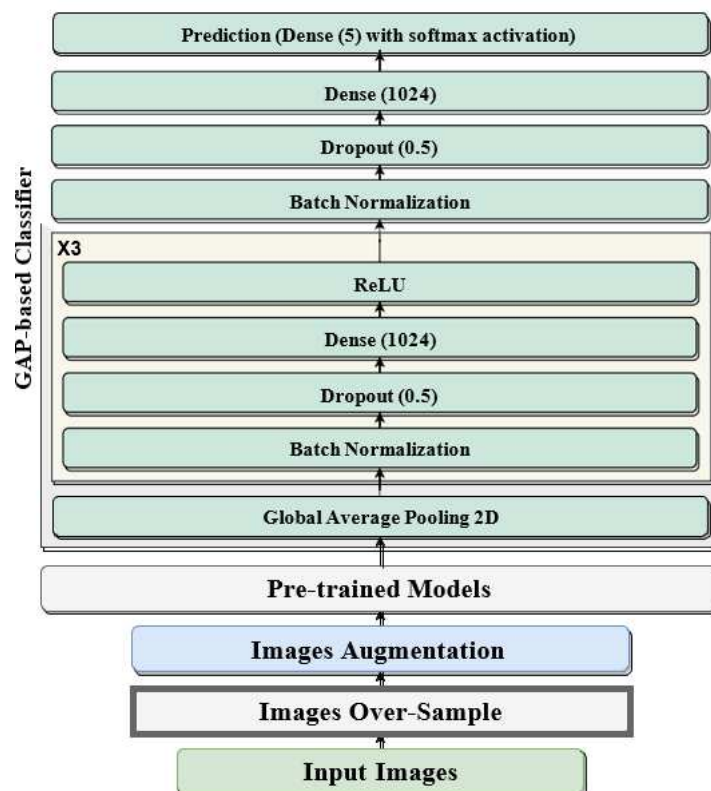 Prediction (Dense (5) with softmax activation)
Dense (1024)
Dropout (0.5)
Batch Normalization
GAP-based Classifier
X3
ReLU
Dense (1024)
Dropout (0.5)
Batch Normalization
Global Average Pooling 2D
Pre-trained Models
Images Augmentation
Images Over-Sample
Input Images